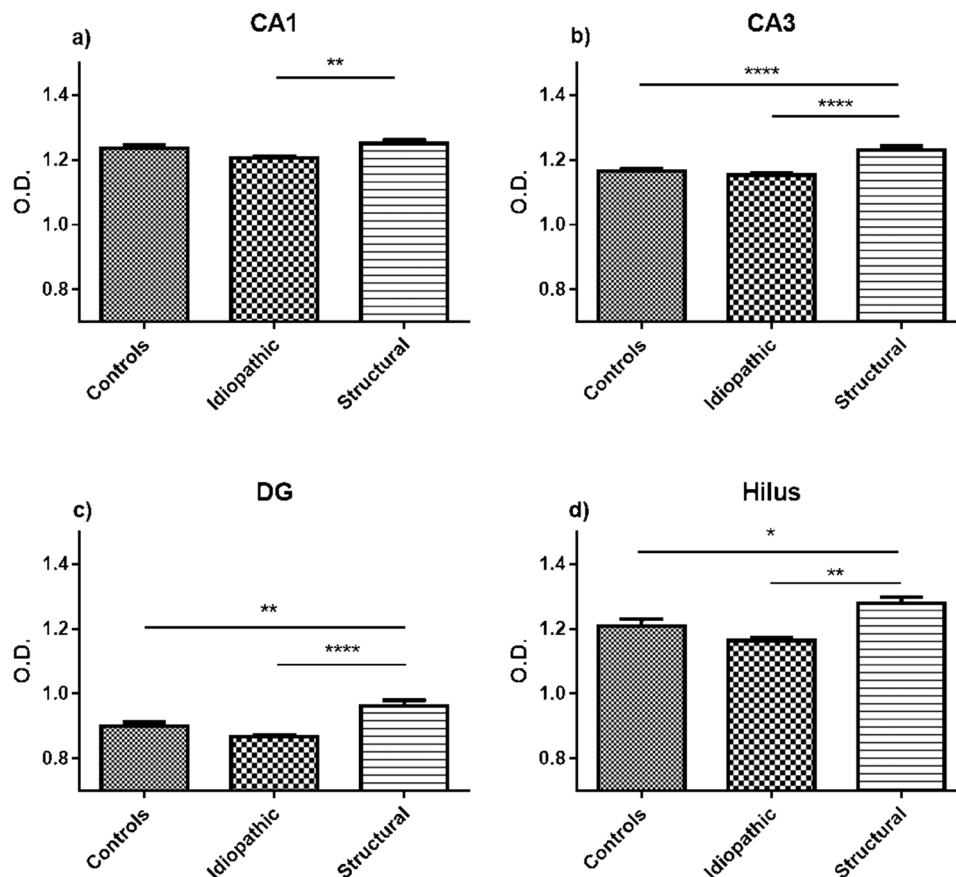 a)
CA1
**
O.D.
1.4
1.2
1.0
0.8
Controls
Idiopathic
Structural
b)
CA3
****
****
O.D.
1.4
1.2
1.0
0.8
Controls
Idiopathic
Structural
c)
DG
**
****
O.D.
1.4
1.2
1.0
0.8
Controls
Idiopathic
Structural
d)
Hilus
*
**
O.D.
1.4
1.2
1.0
0.8
Controls
Idiopathic
Structural